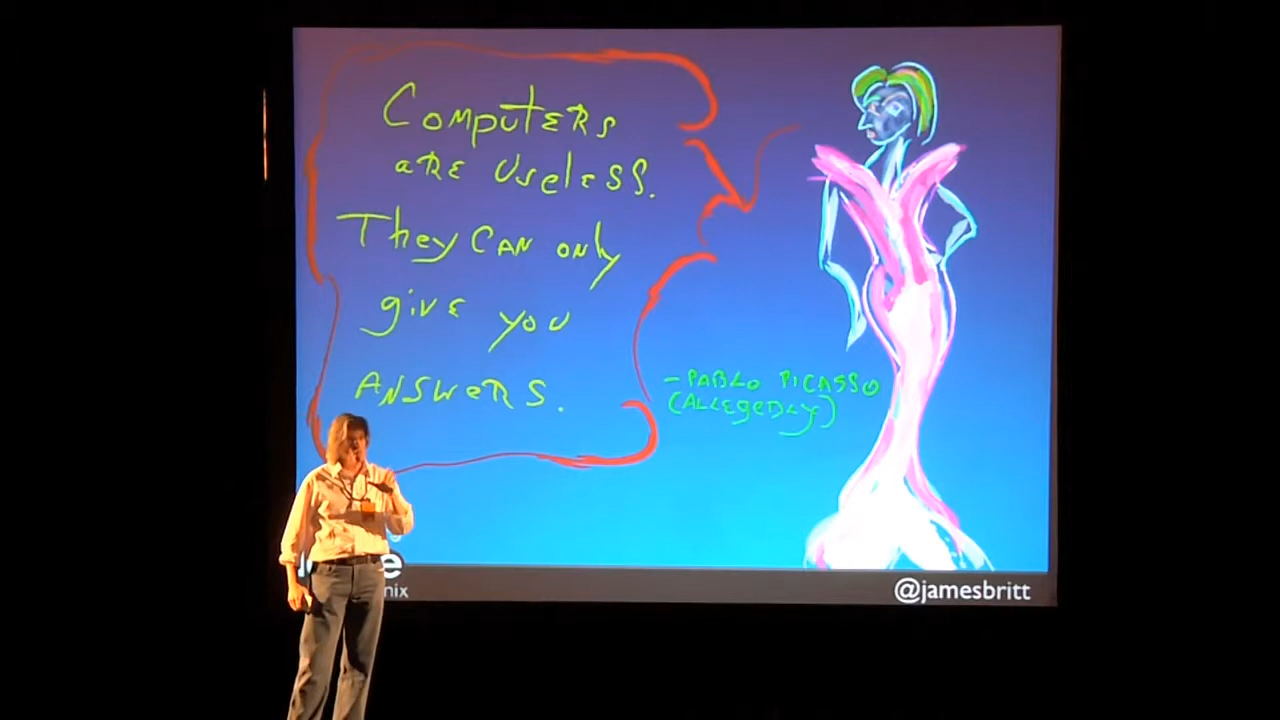 Computers
are Useless.
They can only
give you
answers.
-PABLO PICASSO
(ALLEGEDLY)
@jamesbritt